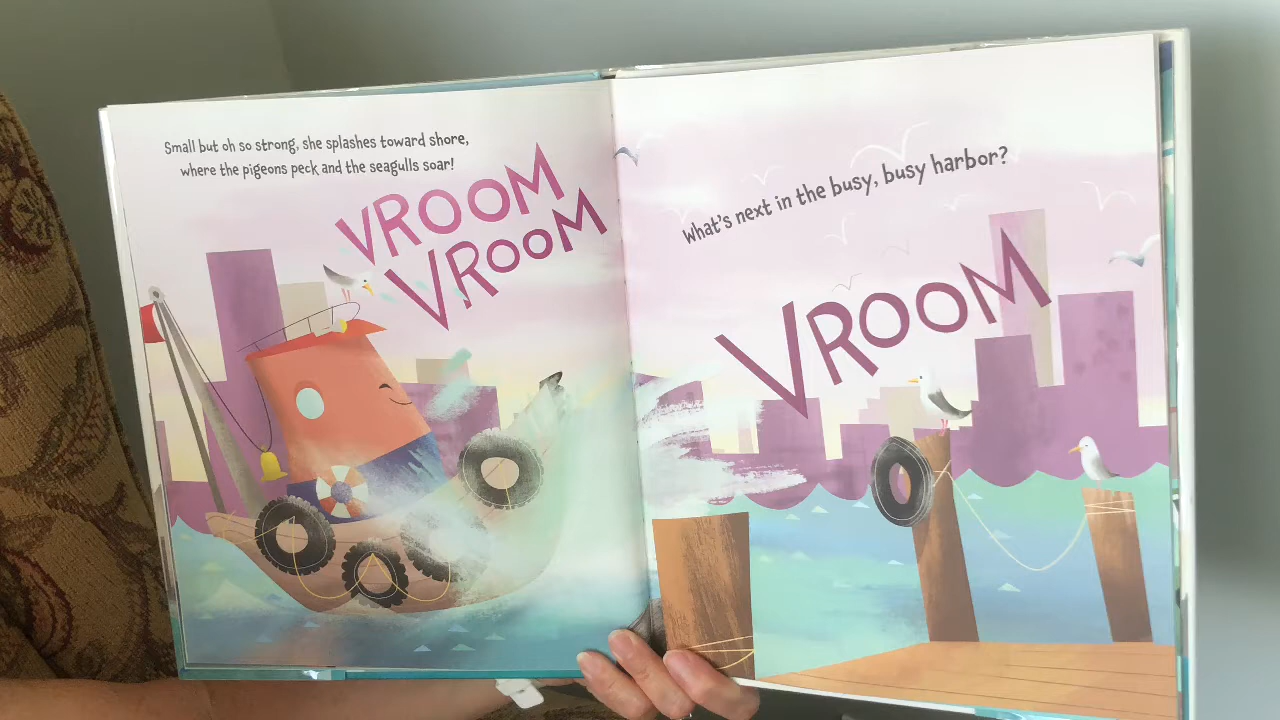 Small but oh so strong, she splashes toward shore,
where the pigeons peck and the seagulls soar!
VROOM
VROOM
What's next in the busy, busy harbor?
VROOM